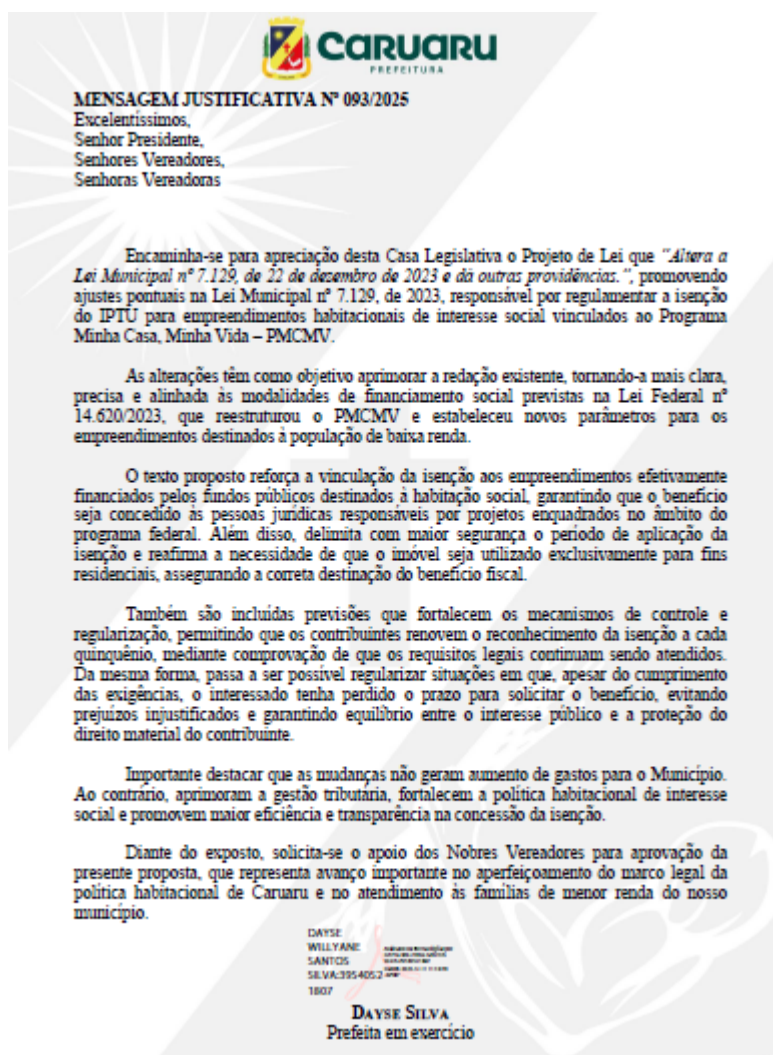 CARUARU
PREFEITURA
MENSAGEM JUSTIFICATIVA Nº 093/2025
Excelentíssimos,
Senhor Presidente,
Senhores Vereadores,
Senhoras Vereadoras
Encaminha-se para apreciação desta Casa Legislativa o Projeto de Lei que “Altera a
Lei Municipal nº 7.129, de 22 de dezembro de 2023 e dá outras providências.”, promovendo
ajustes pontuais na Lei Municipal nº 7.129, de 2023, responsável por regulamentar a isenção
do IPTU para empreendimentos habitacionais de interesse social vinculados ao Programa
Minha Casa, Minha Vida – PMCMV.
As alterações têm como objetivo aprimorar a redação existente, tornando-a mais clara,
precisa e alinhada às modalidades de financiamento social previstas na Lei Federal nº
14.620/2023, que reestruturou o PMCMV e estabeleceu novos parâmetros para os
empreendimentos destinados à população de baixa renda.
O texto proposto reforça a vinculação da isenção aos empreendimentos efetivamente
financiados pelos fundos públicos destinados à habitação social, garantindo que o benefício
seja concedido às pessoas jurídicas responsáveis por projetos enquadrados no âmbito do
programa federal. Além disso, delimita com maior segurança o período de aplicação da
isenção e reafirma a necessidade de que o imóvel seja utilizado exclusivamente para fins
residenciais, assegurando a correta destinação do benefício fiscal.
Também são incluídas previsões que fortalecem os mecanismos de controle e
regularização, permitindo que os contribuintes renovem o reconhecimento da isenção a cada
quinquênio, mediante comprovação de que os requisitos legais continuam sendo atendidos.
Da mesma forma, passa a ser possível regularizar situações em que, apesar do cumprimento
das exigências, o interessado tenha perdido o prazo para solicitar o benefício, evitando
prejuízos injustificados e garantindo equilíbrio entre o interesse público e a proteção do
direito material do contribuinte.
Importante destacar que as mudanças não geram aumento de gastos para o Município.
Ao contrário, aprimoram a gestão tributária, fortalecem a política habitacional de interesse
social e promovem maior eficiência e transparência na concessão da isenção.
Diante do exposto, solicita-se o apoio dos Nobres Vereadores para aprovação da
presente proposta, que representa avanço importante no aperfeiçoamento do marco legal da
política habitacional de Caruaru e no atendimento às famílias de menor renda do nosso
município.
DAYSE
WILLYANE
SANTOS
SILVA:3954052
1807
DAYSE SILVA
Prefeita em exercício